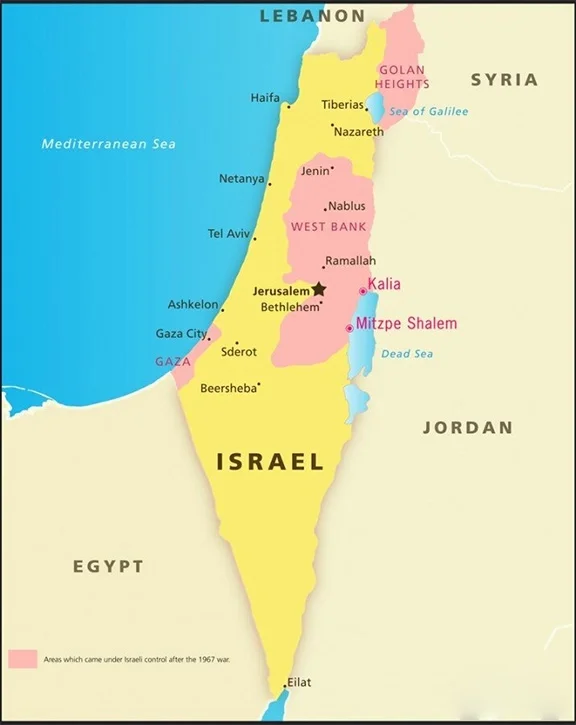 LEBANON
GOLAN
HEIGHTS
SYRIA
Haifa
Tiberias
Sea of Galilee
Nazareth
Mediterranean Sea
Jenin
Netanya
Nablus
WEST BANK
Tel Aviv
Ramallah
Kalia
Jerusalem
Bethlehem
Ashkelon
Mitzpe Shalem
Gaza City
Sderot
Dead Sea
GAZA
Beersheba
JORDAN
ISRAEL
EGYPT
Areas which came under Israeli control after the 1967 war.
Eilat